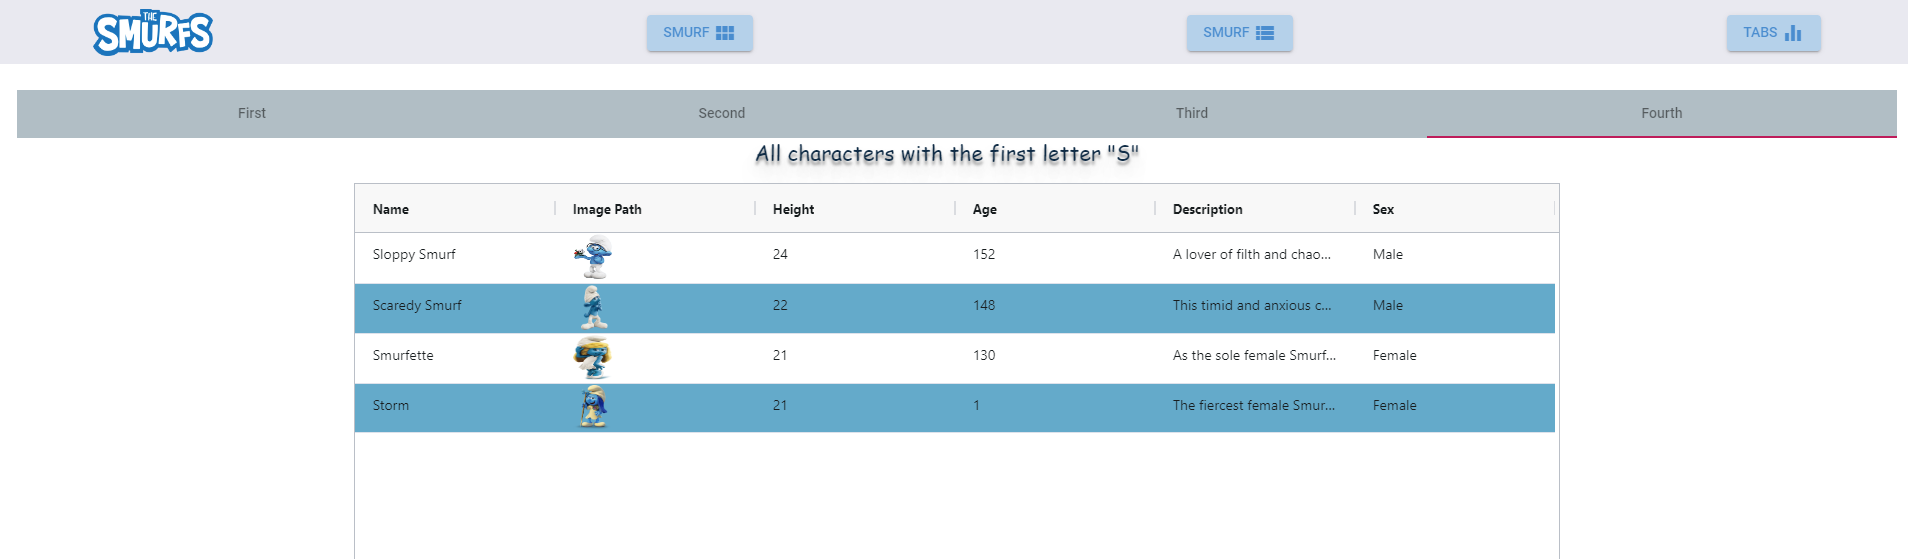 THE
SMURFS
SMURF
SMURF
TABS
First
Second
Third
Fourth
All characters with the first letter "S"
Name Image Path Height Age Description Sex
Sloppy Smurf 24 152 A lover of filth and chao... Male
Scaredy Smurf 22 148 This timid and anxious c... Male
Smurfette 21 130 As the sole female Smurf... Female
Storm 21 1 The fiercest female Smur... Female